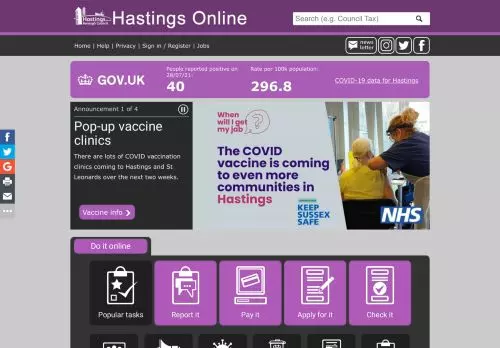 Hastings
Borough Council
Hastings Online
Search (e.g. Council Tax)
Home | Help | Privacy | Sign in / Register | Jobs
news
letter
GOV.UK
People reported positive on
28/07/21:
40
Rate per 100k population:
296.8
COVID-19 data for Hastings
Announcement 1 of 4
Pop-up vaccine
clinics
There are lots of COVID vaccination
clinics coming to Hastings and St
Leonards over the next two weeks.
Vaccine info
When
will I get
my jab
The COVID
vaccine is coming
to even more
communities in
Hastings
KEEP
SUSSEX
SAFE
NHS
Do it online
Popular tasks
Report it
Pay it
Apply for it
Check it